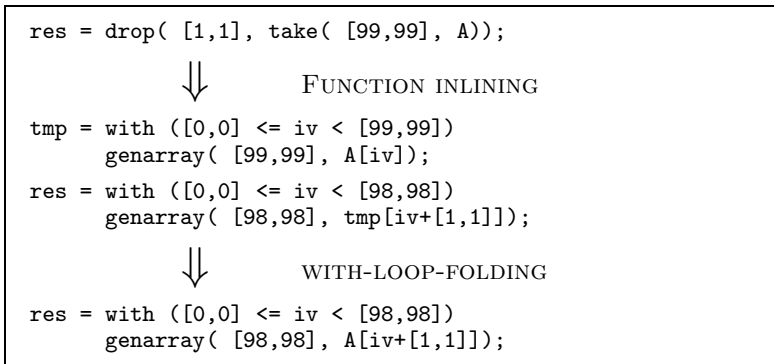 res = drop( [1,1], take( [99,99], A));
⇓ FUNCTION INLINING
tmp = with ([0,0] <= iv < [99,99])
genarray( [99,99], A[iv]);
res = with ([0,0] <= iv < [98,98])
genarray( [98,98], tmp[iv+[1,1]]);
⇓ WITH-LOOP-FOLDING
res = with ([0,0] <= iv < [98,98])
genarray( [98,98], A[iv+[1,1]]);